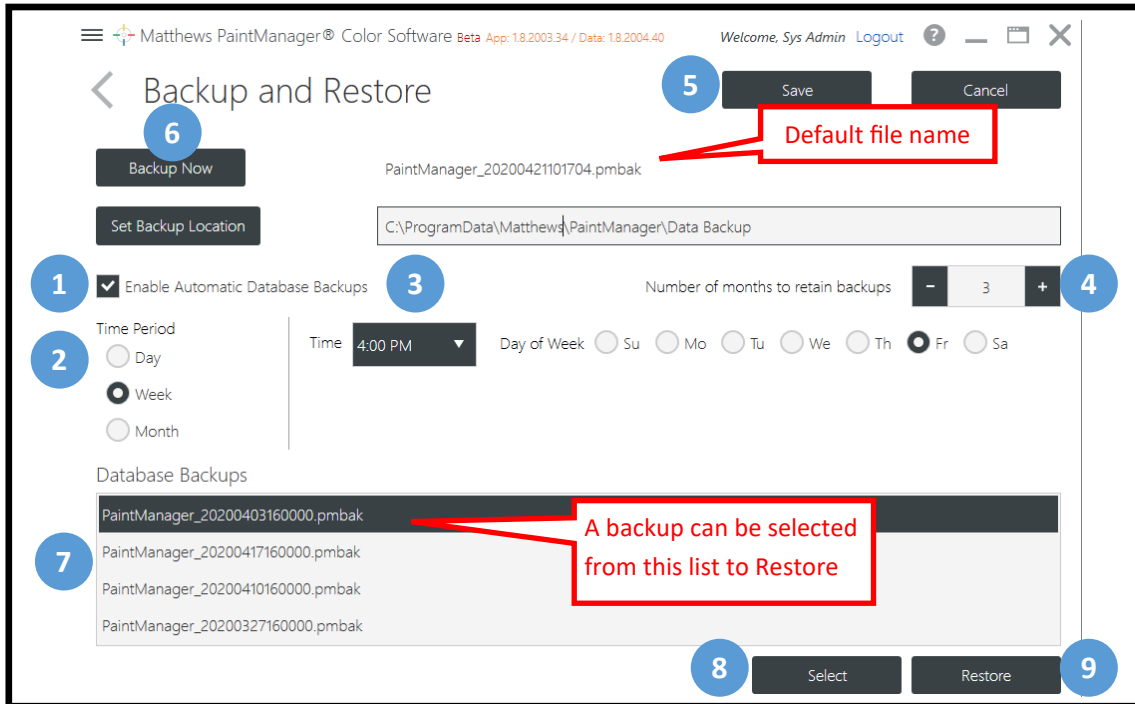 Matthews PaintManager® Color Software Beta App: 1.8.2003.34 / Data: 1.8.2004.40 Welcome, Sys Admin Logout ?
Backup and Restore
5 Save Cancel
Default file name
6
Backup Now PaintManager_20200421101704.pmbak
Set Backup Location C:\ProgramData\Matthews\PaintManager\Data Backup
1 Enable Automatic Database Backups 3 Number of months to retain backups - 3 + 4
Time Period
2 Day Time 4:00 PM Day of Week Su Mo Tu We Th Fr Sa
Week
Month
Database Backups
PaintManager_20200403160000.pmbak
A backup can be selected
from this list to Restore
7 PaintManager_20200417160000.pmbak
PaintManager_20200410160000.pmbak
PaintManager_20200327160000.pmbak
8 Select Restore 9